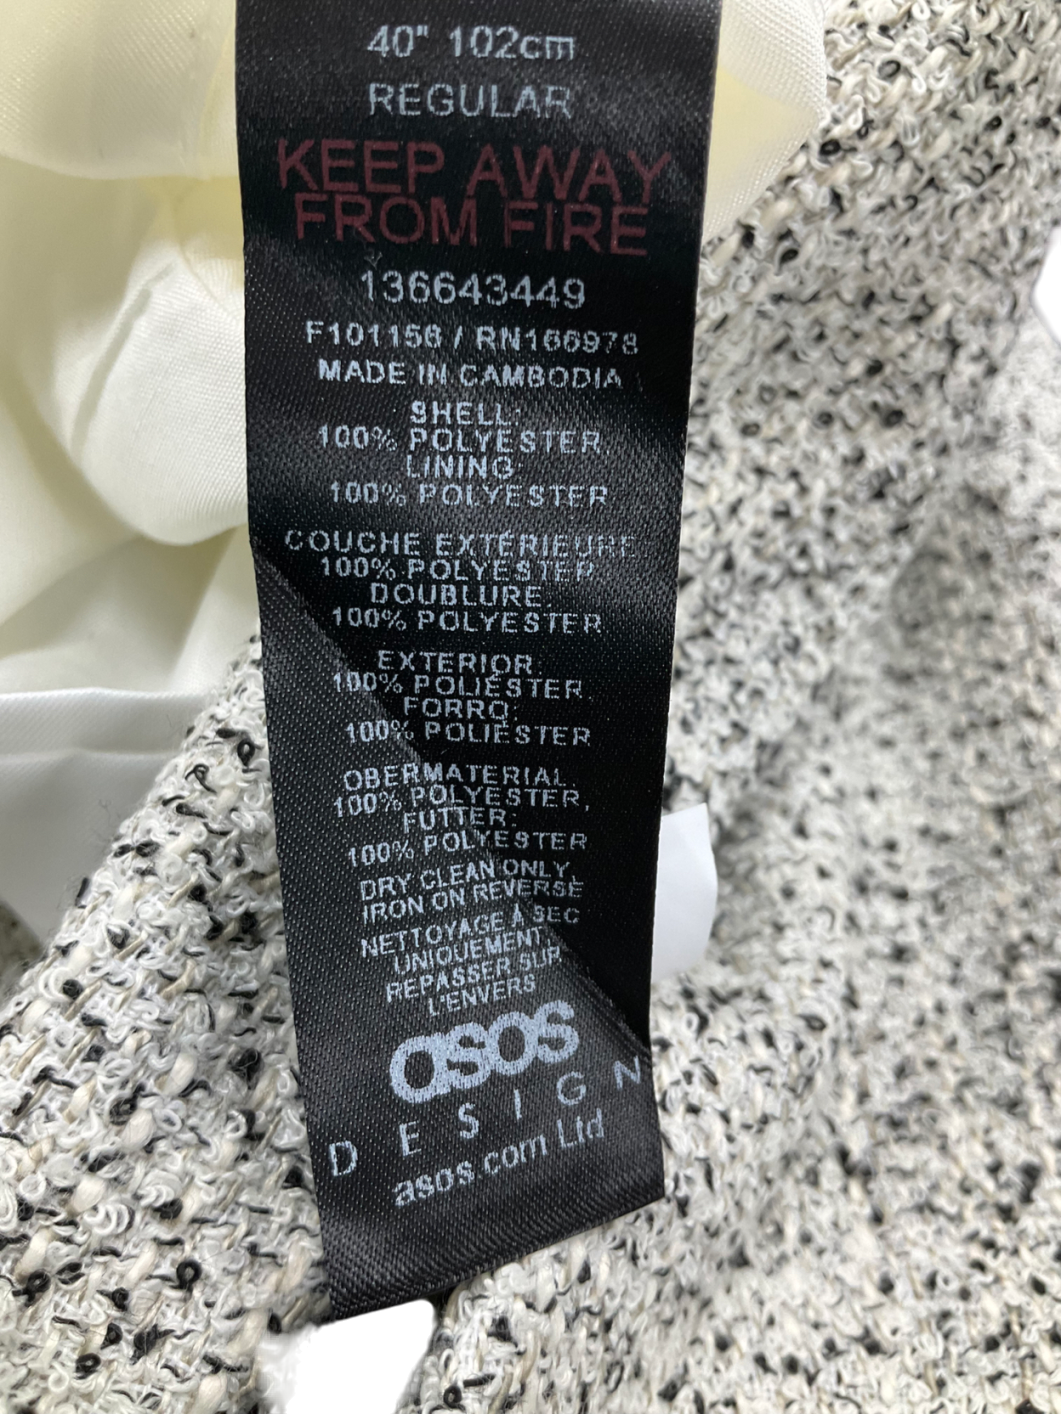 40" 102cm
REGULAR
KEEP AWAY
FROM FIRE
136643449
F101156 / RN166978
MADE IN CAMBODIA
SHELL:
100% POLYESTER.
LINING:
100% POLYESTER
COUCHE EXTÉRIEURE:
100% POLYESTER
DOUBLURE:
100% POLYESTER
EXTERIOR:
100% POLIÉSTER.
FORRO:
100% POLIÉSTER
OBERMATERIAL.
100% POLYESTER,
FUTTER:
100% POLYESTER
DRY CLEAN ONLY,
IRON ON REVERSE
NETTOYAGE À SEC
UNIQUEMENT,
REPASSER SUR
L'ENVERS
asos
DESIGN
asos.com Ltd